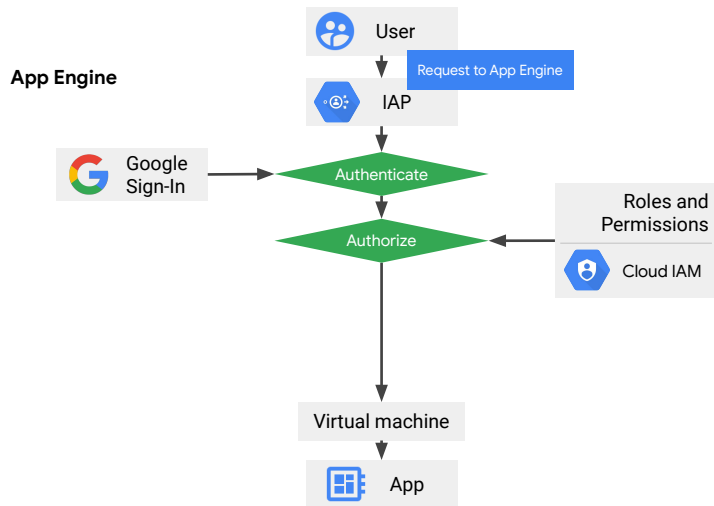 User
Request to App Engine
App Engine
IAP
Google
Sign-In
Authenticate
Roles and
Permissions
Authorize
Cloud IAM
Virtual machine
App